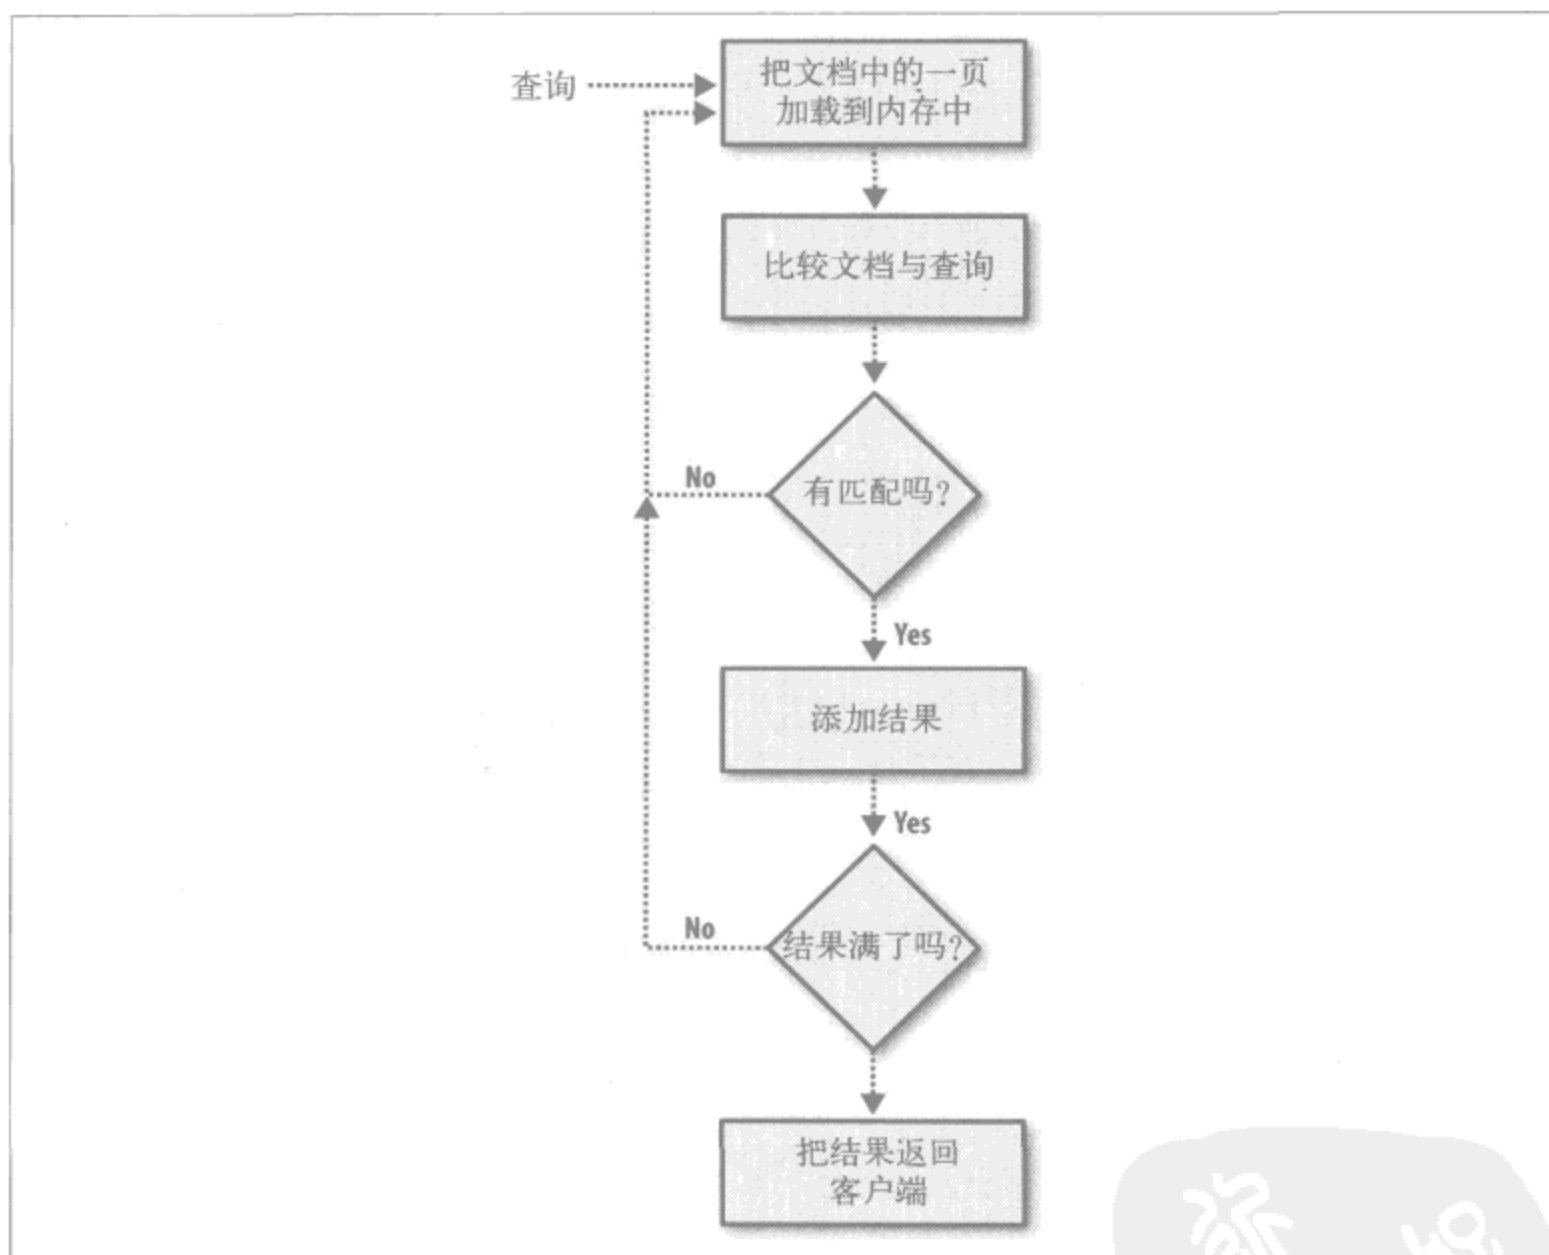 查询
把文档中的一页
加载到内存中
比较文档与查询
有匹配吗?
No
Yes
添加结果
Yes
结果满了吗?
No
把结果返回
客户端